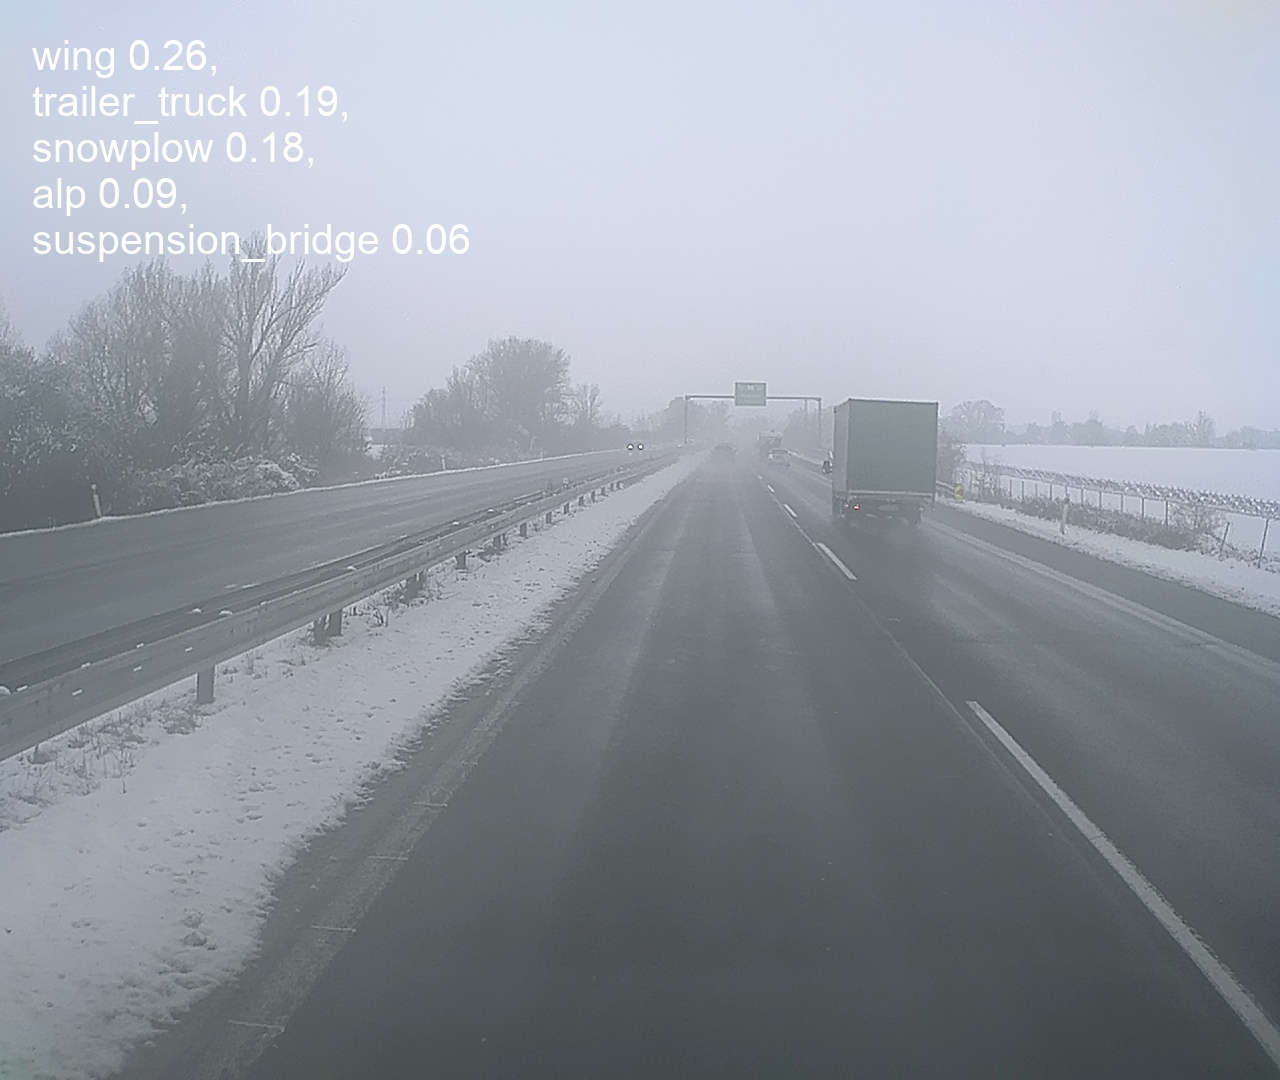 wing 0.26,
trailer_truck 0.19,
snowplow 0.18,
alp 0.09,
suspension_bridge 0.06